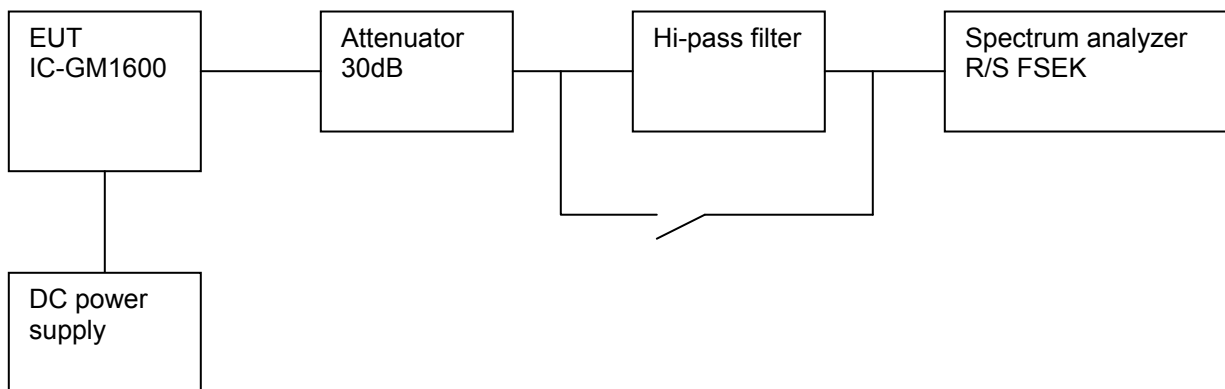 EUT
IC-GM1600
Attenuator
30dB
Hi-pass filter
Spectrum analyzer
R/S FSEK
DC power
supply